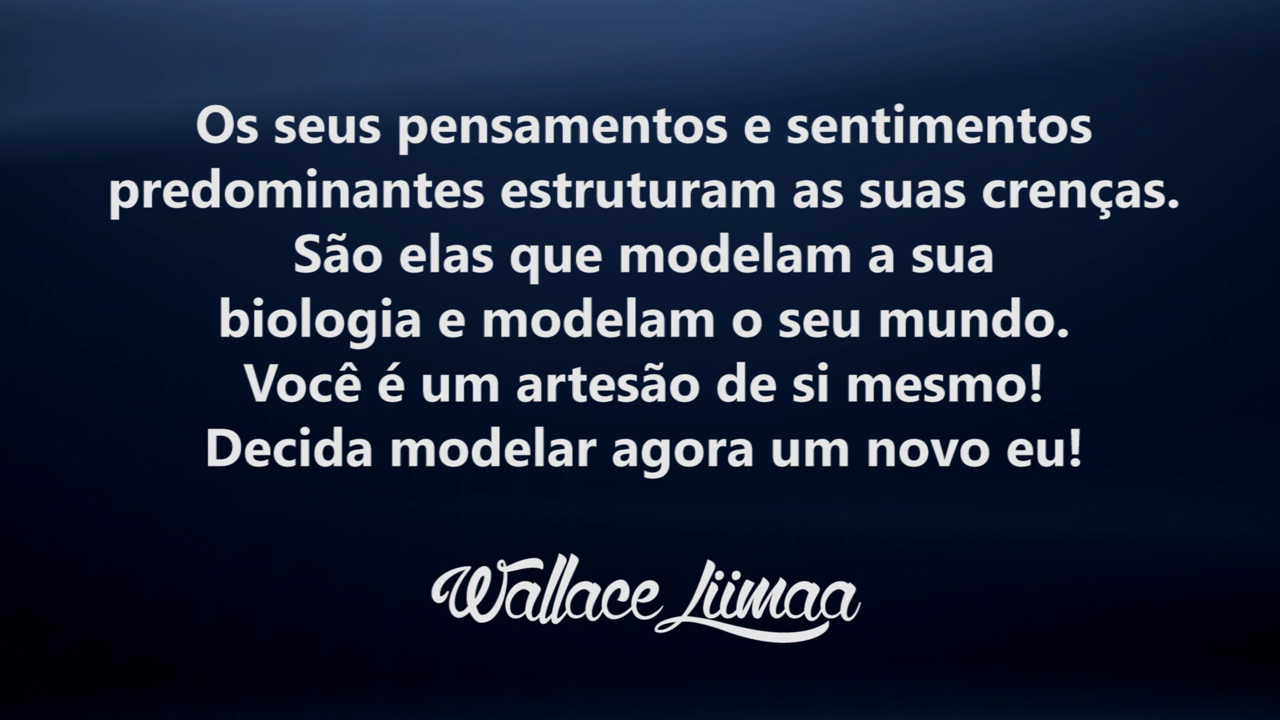 Os seus pensamentos e sentimentos
predominantes estruturam as suas crenças.
São elas que modelam a sua
biologia e modelam o seu mundo.
Você é um artesão de si mesmo!
Decida modelar agora um novo eu!
Wallace Liimaa